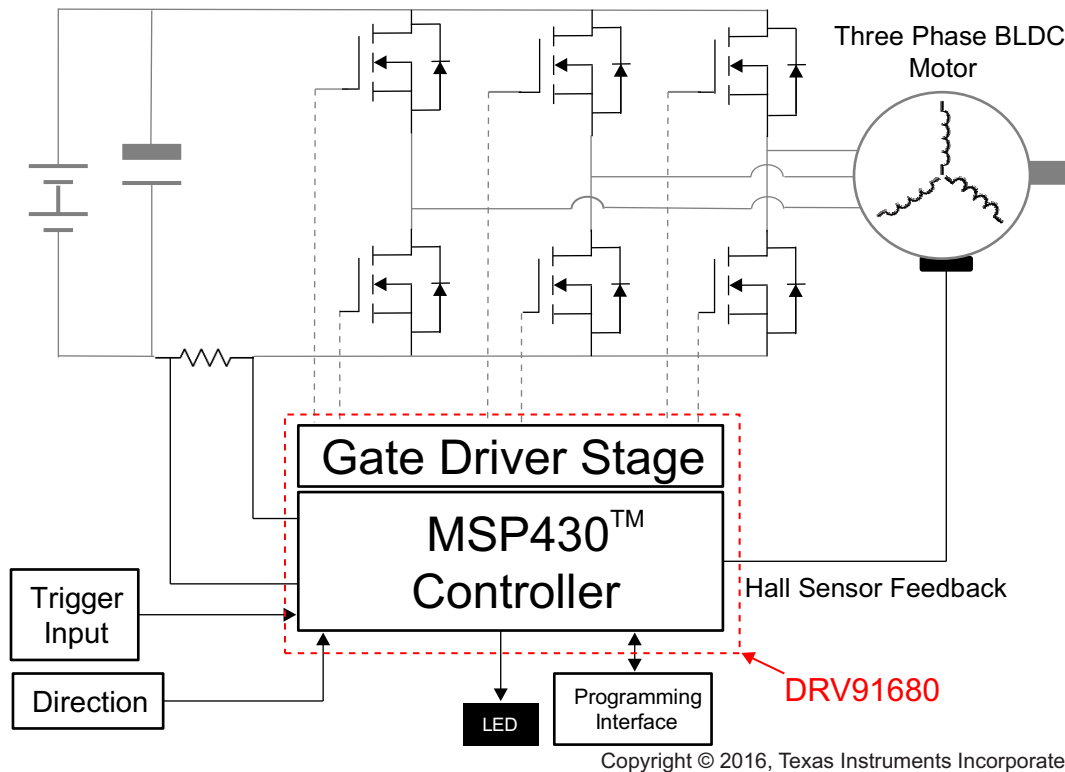 Three Phase BLDC
Motor
Gate Driver Stage
MSP430™
Controller
Hall Sensor Feedback
Trigger
Input
Direction
LED
Programming
Interface
DRV91680
Copyright © 2016, Texas Instruments Incorporate